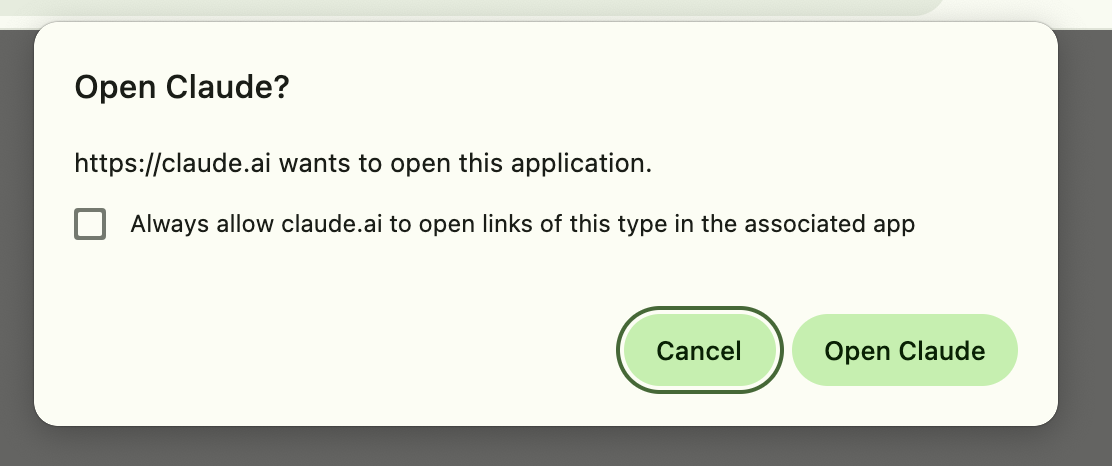 Open Claude?
https://claude.ai wants to open this application.
Always allow claude.ai to open links of this type in the associated app
Cancel
Open Claude